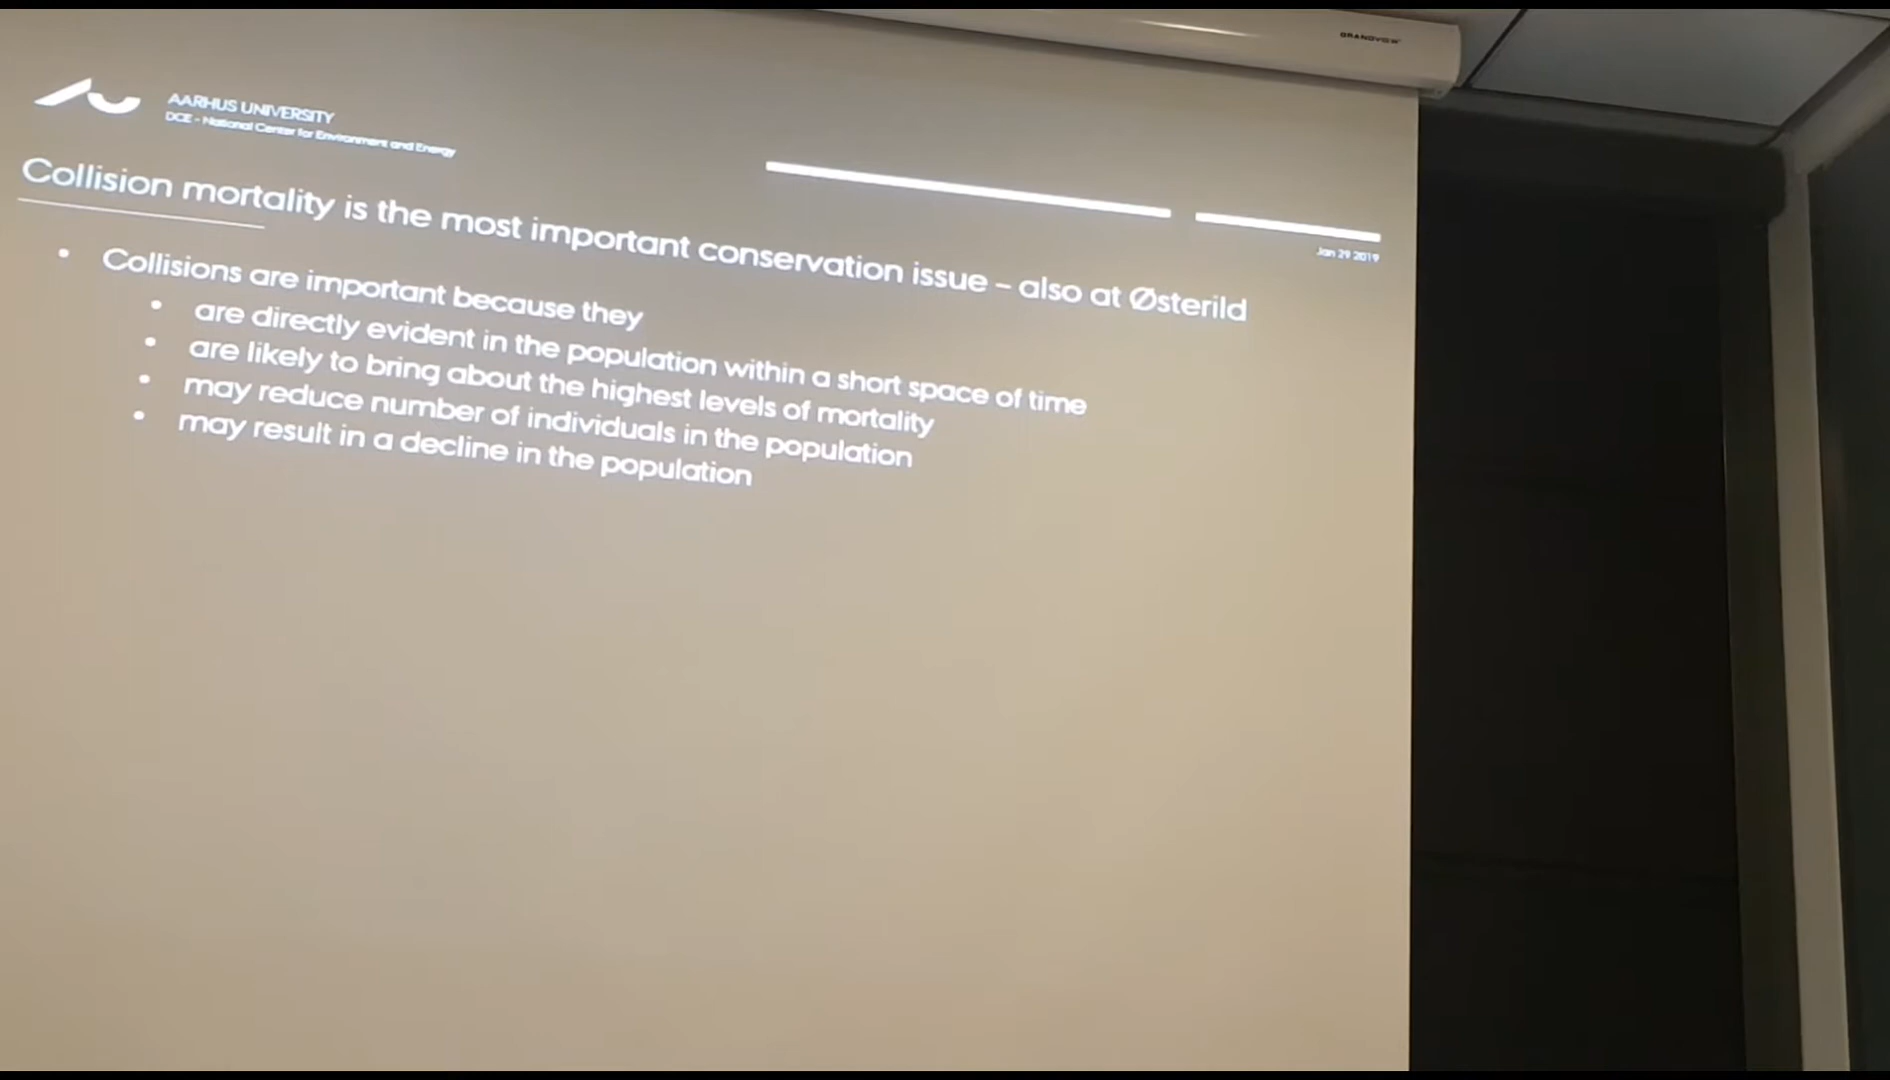 GRANDVIEW
AARHUS UNIVERSITY
DCE - National Center for Environment and Energy
Collision mortality is the most important conservation issue – also at Østerild
Jan 29 2019
• Collisions are important because they
• are directly evident in the population within a short space of time
• are likely to bring about the highest levels of mortality
• may reduce number of individuals in the population
• may result in a decline in the population